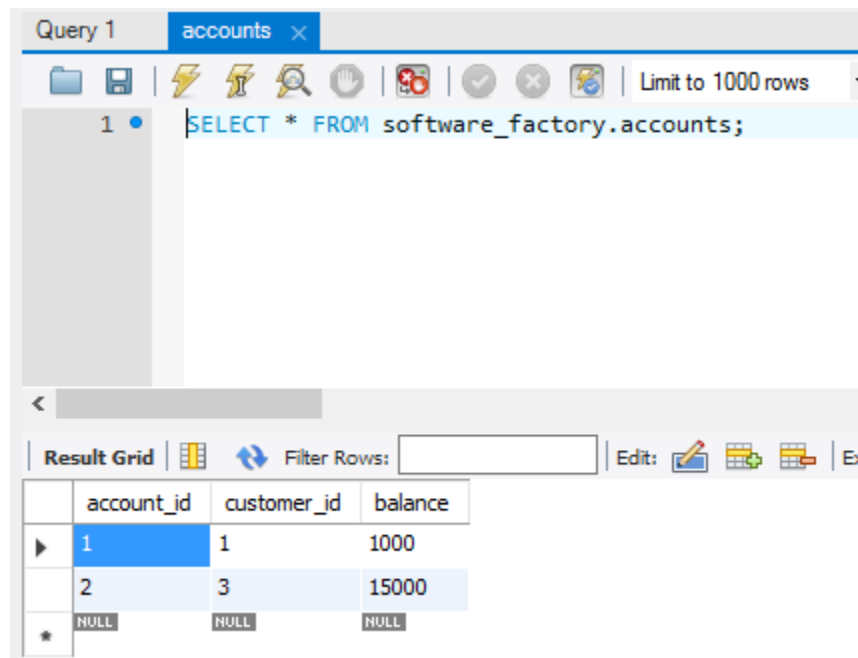 Query 1 accounts ×
Limit to 1000 rows
1 SELECT * FROM software_factory.accounts;
Result Grid Filter Rows: Edit:
account_id customer_id balance
1 1 1000
2 3 15000
NULL NULL NULL